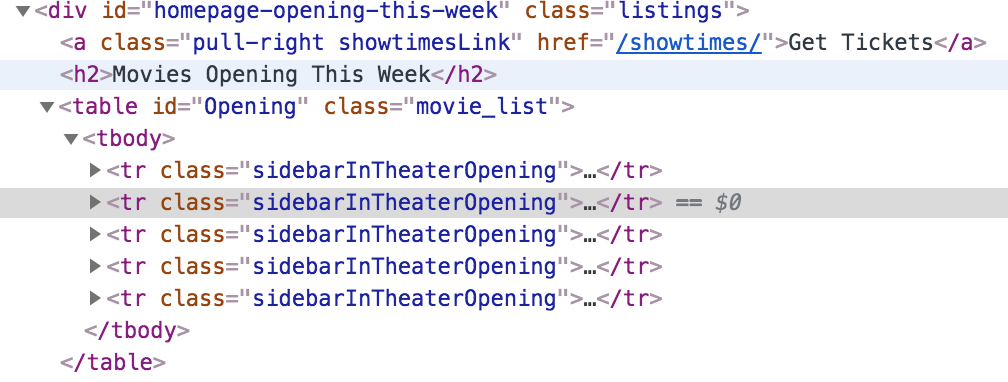 ▼<div id="homepage-opening-this-week" class="listings">
<a class="pull-right showtimesLink" href="/showtimes/">Get Tickets</a>
<h2>Movies Opening This Week</h2>
▼<table id="Opening" class="movie_list">
▼<tbody>
▶<tr class="sidebarInTheaterOpening">…</tr>
▶<tr class="sidebarInTheaterOpening">…</tr> == $0
▶<tr class="sidebarInTheaterOpening">…</tr>
▶<tr class="sidebarInTheaterOpening">…</tr>
▶<tr class="sidebarInTheaterOpening">…</tr>
</tbody>
</table>